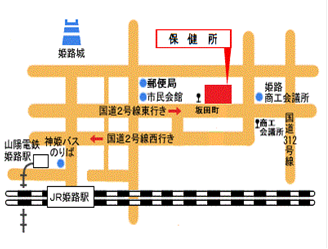 保健所
姫路城
郵便局
市民会館
姫路
商工会議所
坂田町
国道2号線東行き
国道2号線西行き
商工
会議所
国道312号線
山陽電鉄
姫路駅
神姫バス
のりば
JR姫路駅